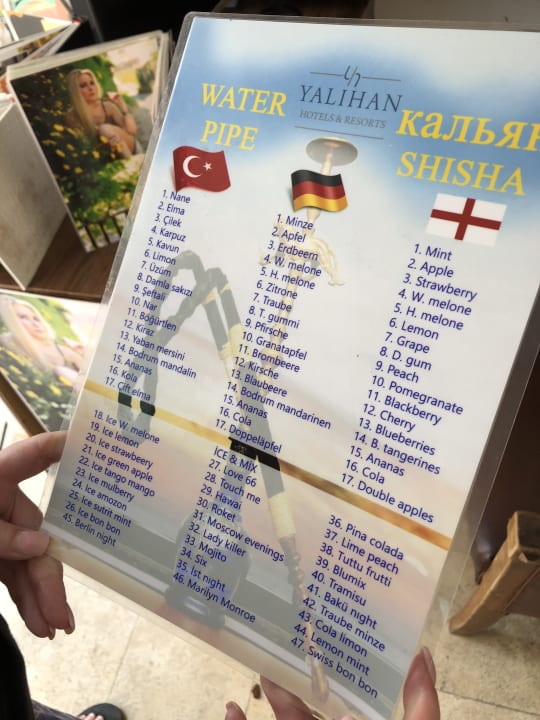 YALIHAN
HOTELS & RESORTS
WATER
PIPE
кальян
SHISHA
1. Nane
2. Elma
3. Çilek
4. Karpuz
5. Kavun
6. Limon
7. Üzüm
8. Damla sakızı
9. Şeftali
10. Nar
11. Böğürtlen
12. Kiraz
13. Yaban mersini
14. Bodrum mandalin
15. Ananas
16. Kola
17. Çift elma
1. Minze
2. Apfel
3. Erdbeern
4. W. melone
5. H. melone
6. Zitrone
7. Traube
8. T. gummi
9. Pfirsche
10. Granatapfel
11. Brombeere
12. Kirsche
13. Blaubeere
14. Bodrum mandarinen
15. Ananas
16. Cola
17. Doppeläpfel
1. Mint
2. Apple
3. Strawberry
4. W. melone
5. H. melone
6. Lemon
7. Grape
8. D. gum
9. Peach
10. Pomegranate
11. Blackberry
12. Cherry
13. Blueberries
14. B. tangerines
15. Ananas
16. Cola
17. Double apples
18. Ice W. melone
19. Ice lemon
20. Ice strawbeery
21. Ice green apple
22. Ice tango mango
23. Ice mulberry
24. Ice amozon
25. Ice sutrit mint
26. Ice bon bon
45. Berlin night
ICE & MIX
27. Love 66
28. Touch me
29. Hawai
30. Roket
31. Moscow evenings
32. Lady killer
33. Mojito
34. Six
35. İst night
46. Marilyn Monroe
36. Pina colada
37. Lime peach
38. Tuttu frutti
39. Blumix
40. Tramisu
41. Bakü night
42. Traube minze
43. Cola limon
44. Lemon mint
47. Swiss bon bon